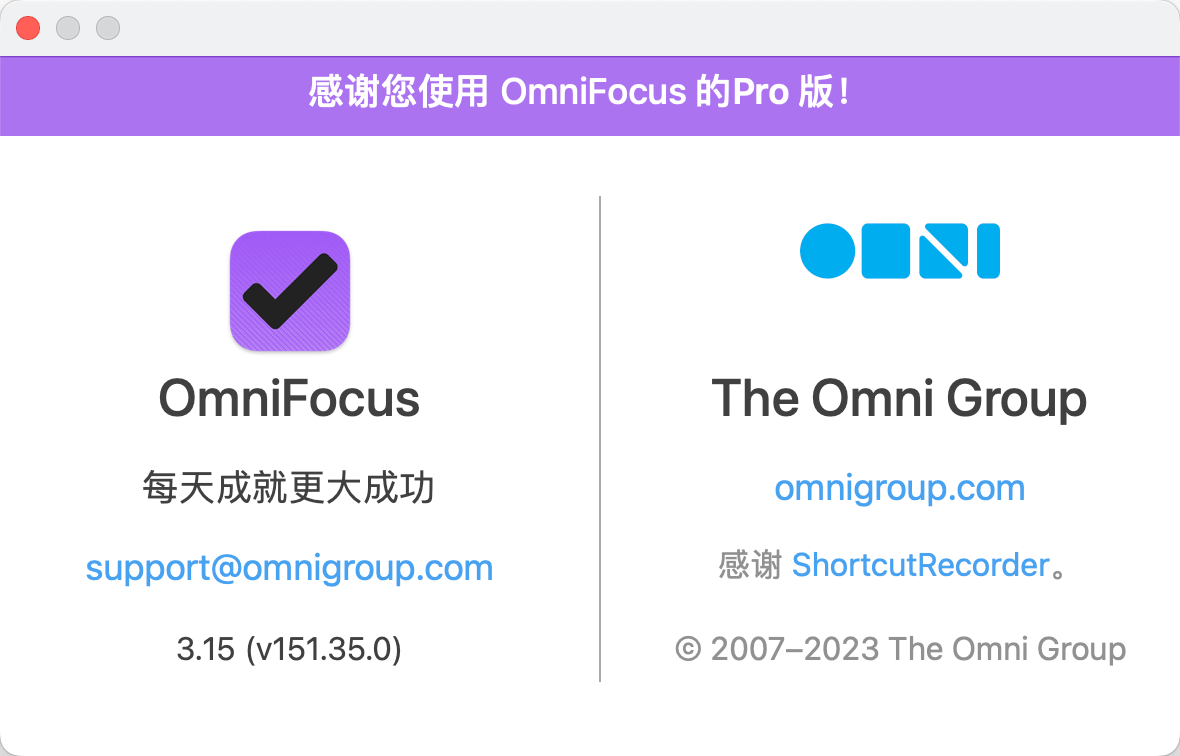 感谢您使用 OmniFocus 的Pro 版！
OmniFocus
每天成就更大成功
support@omnigroup.com
3.15 (v151.35.0)
OMNI
The Omni Group
omnigroup.com
感谢 ShortcutRecorder。
© 2007–2023 The Omni Group